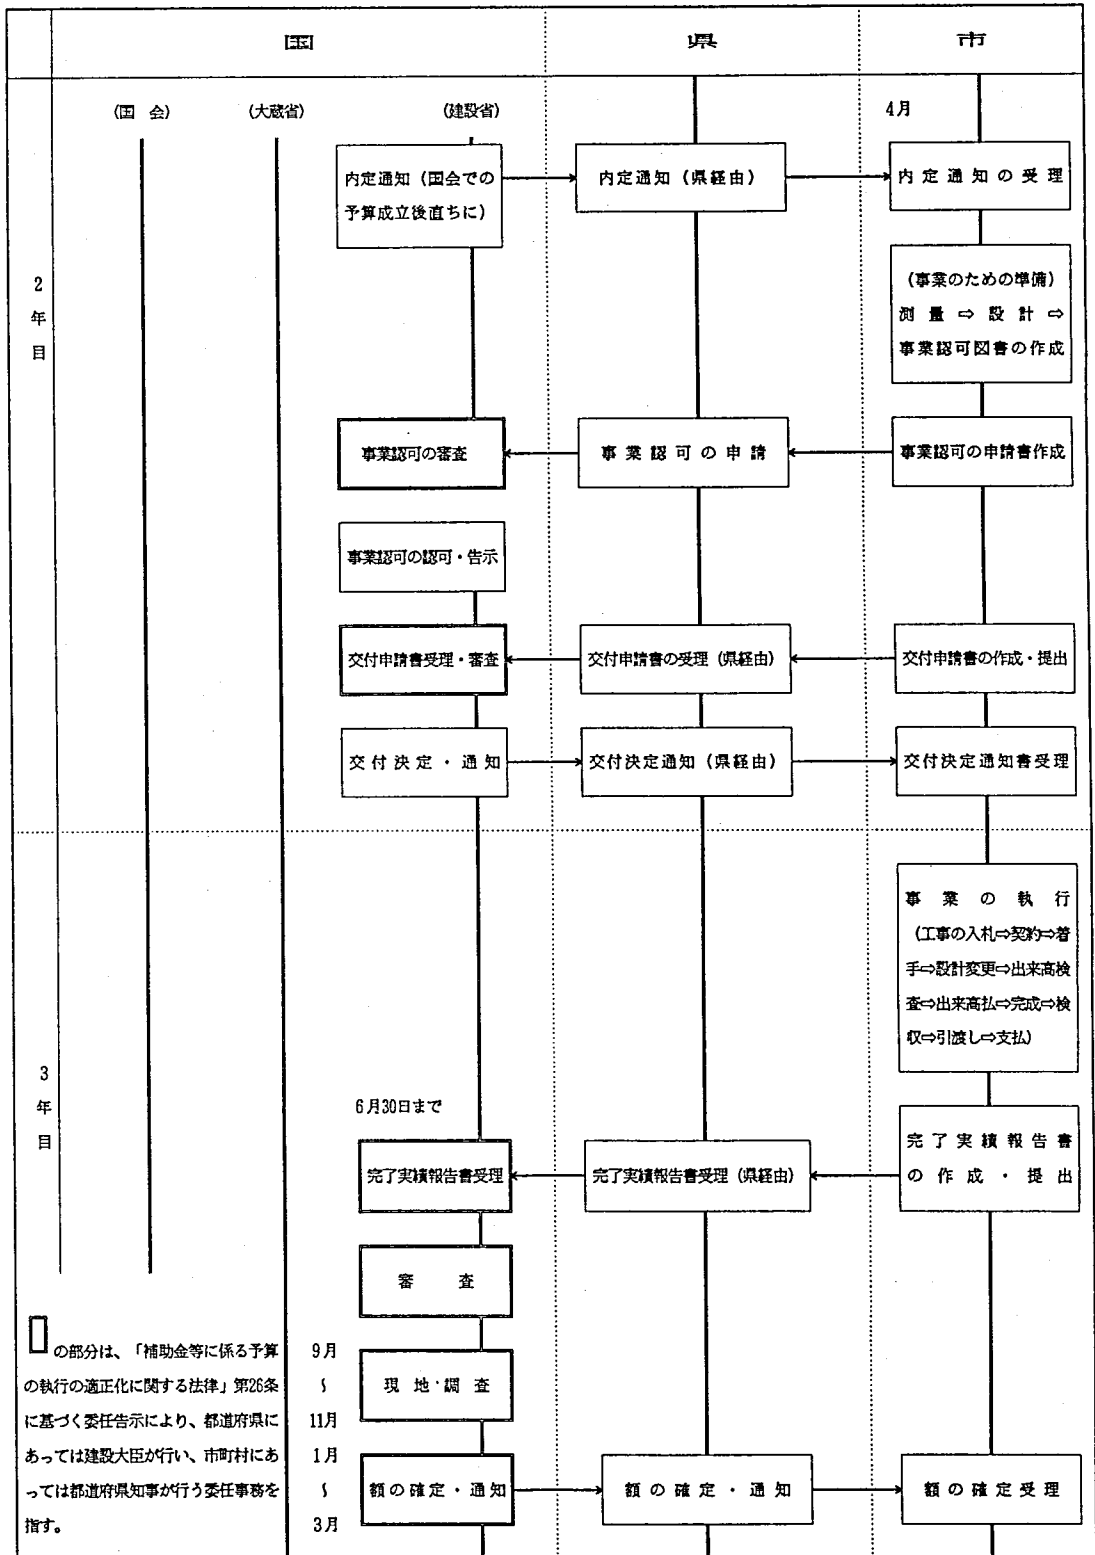 国
県
市
(国 会)
(大蔵省)
(建設省)
4月
2
年
目
内定通知(国会での
予算成立後直ちに)
内定通知(県経由)
内定通知の受理
(事業のための準備)
測量⇨設計⇨
事業認可図書の作成
事業認可の審査
事業認可の申請
事業認可の申請書作成
事業認可の認可・告示
交付申請書受理・審査
交付申請書の受理(県経由)
交付申請書の作成・提出
交付決定・通知
交付決定通知(県経由)
交付決定通知書受理
3
年
目
事業の執行
(工事の入札⇨契約⇨着
手⇨設計変更⇨出来高検
査⇨出来高払⇨完成⇨検
収⇨引渡し⇨支払)
6月30日まで
完了実績報告書受理
完了実績報告書受理(県経由)
完了実績報告書
の作成・提出
審 査
9月
〜
11月
現地・調査
1月
〜
3月
額の確定・通知
額の確定・通知
額の確定受理
の部分は、「補助金等に係る予算
の執行の適正化に関する法律」第26条
に基づく委任告示により、都道府県に
あっては建設大臣が行い、市町村にあ
っては都道府県知事が行う委任事務を
指す。